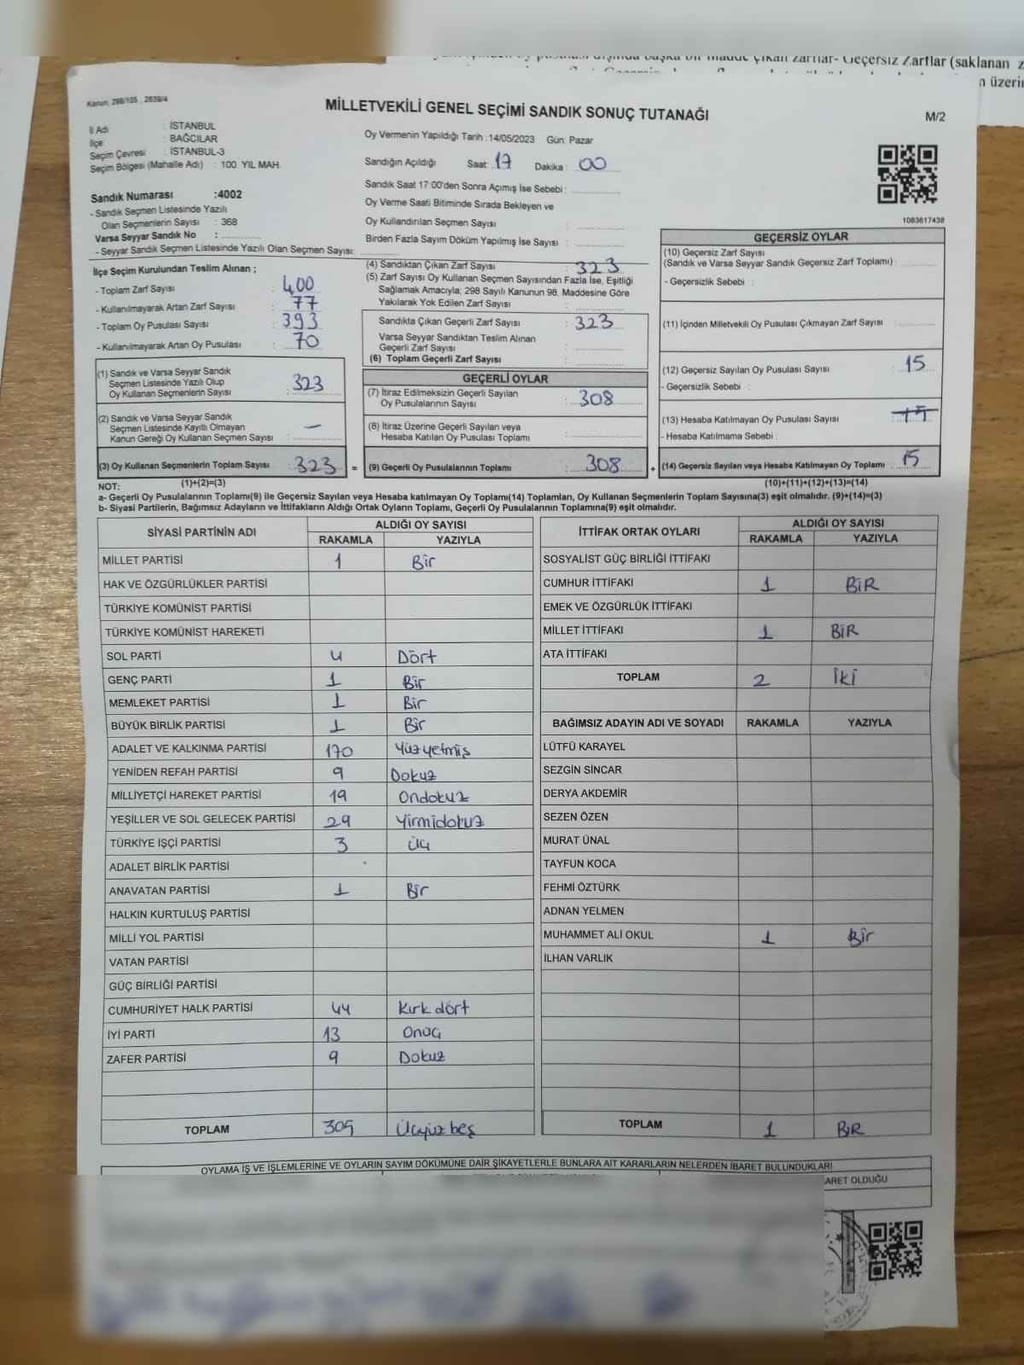 pusulası dışında başka bir madde çıkan zarflar- Geçersiz Zarflar (saklanan
n üzeri
Kanun, 298/105 : 2839/4
MİLLETVEKİLİ GENEL SEÇİMİ SANDIK SONUÇ TUTANAĞI
M/2
İl Adı : İSTANBUL
İlçe : BAĞCILAR
Seçim Çevresi : İSTANBUL-3
Seçim Bölgesi (Mahalle Adı) : 100. YIL MAH.
Oy Vermenin Yapıldığı Tarih :14/05/2023 Gün: Pazar
Sandığın Açıldığı Saat: 17 Dakika : 00
Sandık Saat 17:00'den Sonra Açımış İse Sebebi :
Oy Verme Saati Bitiminde Sırada Bekleyen ve
Oy Kullandırılan Seçmen Sayısı :
Birden Fazla Sayım Döküm Yapılmış İse Sayısı :
1083817438
Sandık Numarası :4002
- Sandık Seçmen Listesinde Yazılı
Olan Seçmenlerin Sayısı : 368
Varsa Seyyar Sandık No :
- Seyyar Sandık Seçmen Listesinde Yazılı Olan Seçmen Sayısı:
İlçe Seçim Kurulundan Teslim Alınan ;
- Toplam Zarf Sayısı : 400
- Kullanılmayarak Artan Zarf Sayısı : 77
- Toplam Oy Pusulası Sayısı : 393
- Kullanılmayarak Artan Oy Pusulası : 70
(1) Sandık ve Varsa Seyyar Sandık
Seçmen Listesinde Yazılı Olup
Oy Kullanan Seçmenlerin Sayısı : 323
(2) Sandık ve Varsa Seyyar Sandık
Seçmen Listesinde Kayıtlı Olmayan
Kanun Gereği Oy Kullanan Seçmen Sayısı : –
(3) Oy Kullanan Seçmenlerin Toplam Sayısı : 323 =
(4) Sandıktan Çıkan Zarf Sayısı : 323
(5) Zarf Sayısı Oy Kullanan Seçmen Sayısından Fazla İse, Eşitliği
Sağlamak Amacıyla; 298 Sayılı Kanunun 98. Maddesine Göre
Yakılarak Yok Edilen Zarf Sayısı :
Sandıkta Çıkan Geçerli Zarf Sayısı : 323
Varsa Seyyar Sandıktan Teslim Alınan
Geçerli Zarf Sayısı :
(6) Toplam Geçerli Zarf Sayısı :
GEÇERLİ OYLAR
(7) İtiraz Edilmeksizin Geçerli Sayılan
Oy Pusulalarının Sayısı : 308
(8) İtiraz Üzerine Geçerli Sayılan veya
Hesaba Katılan Oy Pusulası Toplamı :
(9) Geçerli Oy Pusulalarının Toplamı : 308 +
GEÇERSİZ OYLAR
(10) Geçersiz Zarf Sayısı
(Sandık ve Varsa Seyyar Sandık Geçersiz Zarf Toplamı) :
- Geçersizlik Sebebi :
(11) İçinden Milletvekili Oy Pusulası Çıkmayan Zarf Sayısı :
(12) Geçersiz Sayılan Oy Pusulası Sayısı : 15
- Geçersizlik Sebebi :
(13) Hesaba Katılmayan Oy Pusulası Sayısı :
- Hesaba Katılmama Sebebi :
(14) Geçersiz Sayılan veya Hesaba Katılmayan Oy Toplamı : 15
NOT: (1)+(2)=(3) (10)+(11)+(12)+(13)=(14)
a- Geçerli Oy Pusulalarının Toplamı(9) ile Geçersiz Sayılan veya Hesaba katılmayan Oy Toplamı(14) Toplamları, Oy Kullanan Seçmenlerin Toplam Sayısına(3) eşit olmalıdır. (9)+(14)=(3)
b- Siyasi Partilerin, Bağımsız Adayların ve İttifakların Aldığı Ortak Oyların Toplamı, Geçerli Oy Pusulalarının Toplamına(9) eşit olmalıdır.
SİYASİ PARTİNİN ADI ALDIĞI OY SAYISI
RAKAMLA YAZIYLA
MİLLET PARTİSİ 1 Bir
HAK VE ÖZGÜRLÜKLER PARTİSİ
TÜRKİYE KOMÜNİST PARTİSİ
TÜRKİYE KOMÜNİST HAREKETİ
SOL PARTİ 4 Dört
GENÇ PARTİ 1 Bir
MEMLEKET PARTİSİ 1 Bir
BÜYÜK BİRLİK PARTİSİ 1 Bir
ADALET VE KALKINMA PARTİSİ 170 Yüzyetmiş
YENİDEN REFAH PARTİSİ 9 Dokuz
MİLLİYETÇİ HAREKET PARTİSİ 19 Ondokuz
YEŞİLLER VE SOL GELECEK PARTİSİ 29 Yirmidokuz
TÜRKİYE İŞÇİ PARTİSİ 3 Üç
ADALET BİRLİK PARTİSİ
ANAVATAN PARTİSİ 1 Bir
HALKIN KURTULUŞ PARTİSİ
MİLLİ YOL PARTİSİ
VATAN PARTİSİ
GÜÇ BİRLİĞİ PARTİSİ
CUMHURİYET HALK PARTİSİ 44 Kırk dört
İYİ PARTİ 13 Onüç
ZAFER PARTİSİ 9 Dokuz
TOPLAM 305 Üçyüz beş
İTTİFAK ORTAK OYLARI ALDIĞI OY SAYISI
RAKAMLA YAZIYLA
SOSYALİST GÜÇ BİRLİĞİ İTTİFAKI
CUMHUR İTTİFAKI 1 BİR
EMEK VE ÖZGÜRLÜK İTTİFAKI
MİLLET İTTİFAKI 1 BİR
ATA İTTİFAKI
TOPLAM 2 İki
BAĞIMSIZ ADAYIN ADI VE SOYADI RAKAMLA YAZIYLA
LÜTFÜ KARAYEL
SEZGİN SİNCAR
DERYA AKDEMİR
SEZEN ÖZEN
MURAT ÜNAL
TAYFUN KOCA
FEHMİ ÖZTÜRK
ADNAN YELMEN
MUHAMMET ALİ OKUL 1 Bir
İLHAN VARLIK
TOPLAM 1 BİR
OYLAMA İŞ VE İŞLEMLERİNE VE OYLARIN SAYIM DÖKÜMÜNE DAİR ŞİKAYETLERLE BUNLARA AİT KARARLARIN NELERDEN İBARET BULUNDUKLARI
ARET OLDUĞU